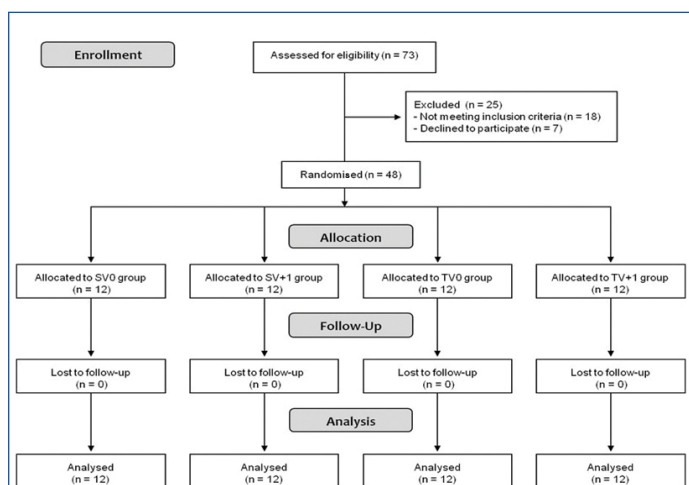 Enrollment
Assessed for eligibility (n = 73)
Excluded (n = 25)
- Not meeting inclusion criteria (n = 18)
- Declined to participate (n = 7)
Randomised (n = 48)
Allocation
Allocated to SV0 group
(n = 12)
Allocated to SV+1 group
(n = 12)
Allocated to TV0 group
(n = 12)
Allocated to TV+1 group
(n = 12)
Follow-Up
Lost to follow-up
(n = 0)
Lost to follow-up
(n = 0)
Lost to follow-up
(n = 0)
Lost to follow-up
(n = 0)
Analysis
Analysed
(n = 12)
Analysed
(n = 12)
Analysed
(n = 12)
Analysed
(n = 12)